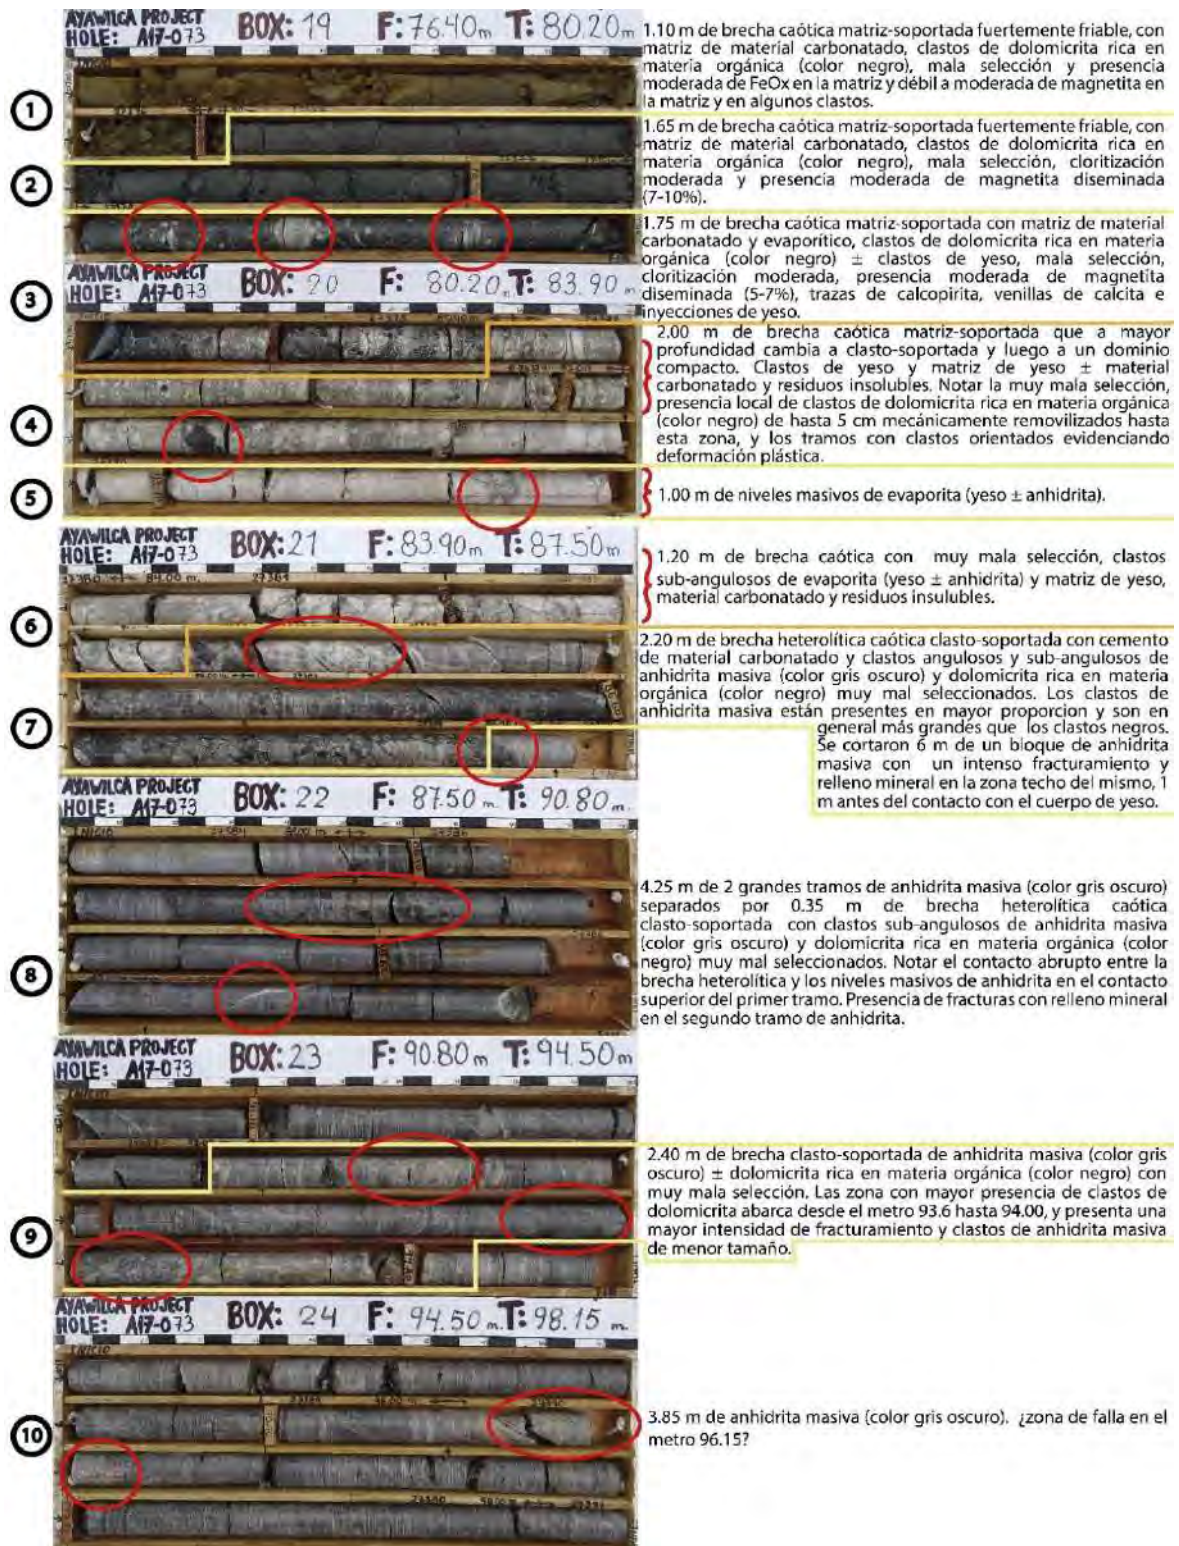 AYAWILCA PROJECT
HOLE: A17-073
BOX: 19
F: 76.40m
T: 80.20m
INICIO
1
1.10 m de brecha caótica matriz-soportada fuertemente friable, con
matriz de material carbonatado, clastos de dolomicrita rica en
materia orgánica (color negro), mala selección y presencia
moderada de FeOx en la matriz y débil a moderada de magnetita en
la matriz y en algunos clastos.
2
1.65 m de brecha caótica matriz-soportada fuertemente friable, con
matriz de material carbonatado, clastos de dolomicrita rica en
materia orgánica (color negro), mala selección, cloritización
moderada y presencia moderada de magnetita diseminada
(7-10%).
AYAWILCA PROJECT
HOLE: A17-073
BOX: 20
F: 80.20m
T: 83.90m
3
1.75 m de brecha caótica matriz-soportada con matriz de material
carbonatado y evaporítico, clastos de dolomicrita rica en materia
orgánica (color negro) ± clastos de yeso, mala selección,
cloritización moderada, presencia moderada de magnetita
diseminada (5-7%), trazas de calcopirita, venillas de calcita e
inyecciones de yeso.
4
2.00 m de brecha caótica matriz-soportada que a mayor
profundidad cambia a clasto-soportada y luego a un dominio
compacto. Clastos de yeso y matriz de yeso ± material
carbonatado y residuos insolubles. Notar la muy mala selección,
presencia local de clastos de dolomicrita rica en materia orgánica
(color negro) de hasta 5 cm mecánicamente removilizados hasta
esta zona, y los tramos con clastos orientados evidenciando
deformación plástica.
5
1.00 m de niveles masivos de evaporita (yeso ± anhidrita).
AYAWILCA PROJECT
HOLE: A17-073
BOX: 21
F: 83.90m
T: 87.50m
84.00 m. 27384
6
1.20 m de brecha caótica con muy mala selección, clastos
sub-angulosos de evaporita (yeso ± anhidrita) y matriz de yeso,
material carbonatado y residuos insulubles.
7
2.20 m de brecha heterolítica caótica clasto-soportada con cemento
de material carbonatado y clastos angulosos y sub-angulosos de
anhidrita masiva (color gris oscuro) y dolomicrita rica en materia
orgánica (color negro) muy mal seleccionados. Los clastos de
anhidrita masiva están presentes en mayor proporcion y son en
general más grandes que los clastos negros.
Se cortaron 6 m de un bloque de anhidrita
masiva con un intenso fracturamiento y
relleno mineral en la zona techo del mismo, 1
m antes del contacto con el cuerpo de yeso.
AYAWILCA PROJECT
HOLE: A17-073
BOX: 22
F: 87.50m
T: 90.80m.
INICIO
8
4.25 m de 2 grandes tramos de anhidrita masiva (color gris oscuro)
separados por 0.35 m de brecha heterolítica caótica
clasto-soportada con clastos sub-angulosos de anhidrita masiva
(color gris oscuro) y dolomicrita rica en materia orgánica (color
negro) muy mal seleccionados. Notar el contacto abrupto entre la
brecha heterolítica y los niveles masivos de anhidrita en el contacto
superior del primer tramo. Presencia de fracturas con relleno mineral
en el segundo tramo de anhidrita.
AYAWILCA PROJECT
HOLE: A17-073
BOX: 23
F: 90.80m
T: 94.50m
INICIO
9
2.40 m de brecha clasto-soportada de anhidrita masiva (color gris
oscuro) ± dolomicrita rica en materia orgánica (color negro) con
muy mala selección. Las zona con mayor presencia de clastos de
dolomicrita abarca desde el metro 93.6 hasta 94.00, y presenta una
mayor intensidad de fracturamiento y clastos de anhidrita masiva
de menor tamaño.
AYAWILCA PROJECT
HOLE: A17-073
BOX: 24
F: 94.50m.
T: 98.15m.
INICIO
10
3.85 m de anhidrita masiva (color gris oscuro). ¿zona de falla en el
metro 96.15?